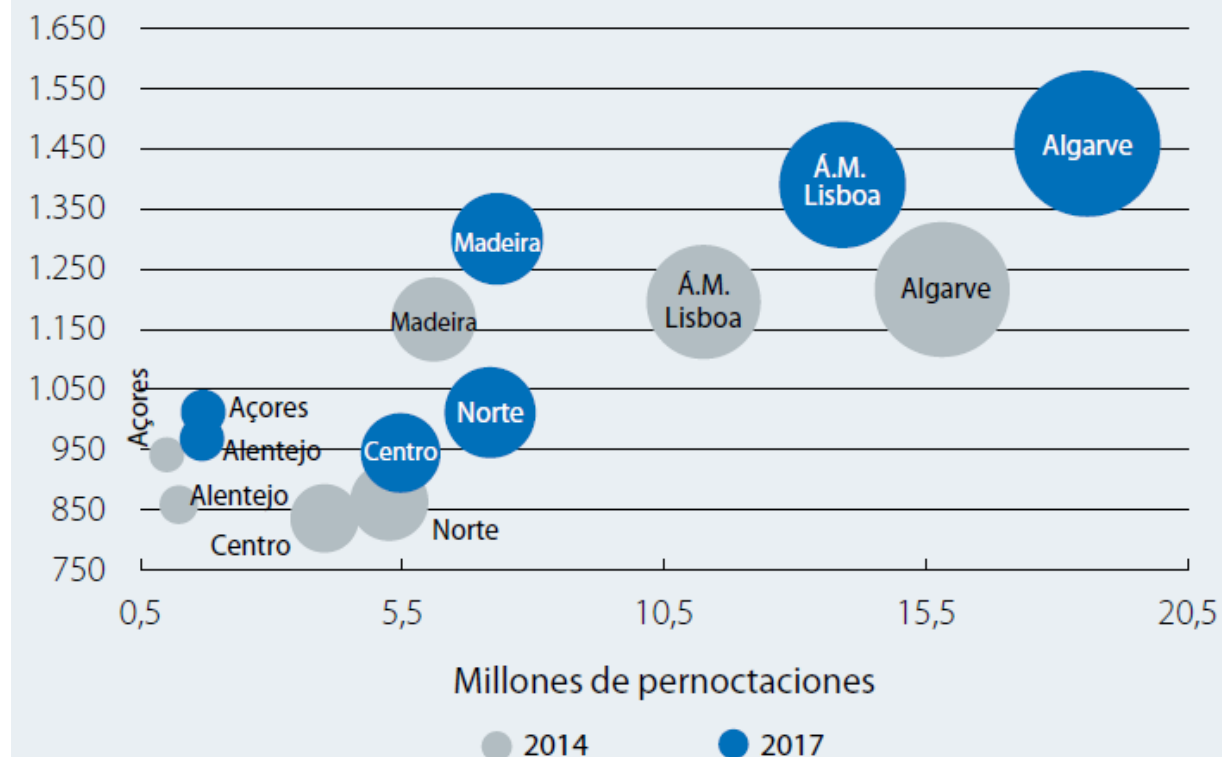 1.650
1.550
1.450
1.350
1.250
1.150
1.050
950
850
750
Algarve
Á.M.
Lisboa
Madeira
Á.M.
Lisboa
Algarve
Madeira
Açores
Açores
Norte
Alentejo
Centro
Alentejo
Norte
Centro
0,5
5,5
10,5
15,5
20,5
Millones de pernoctaciones
2014
2017